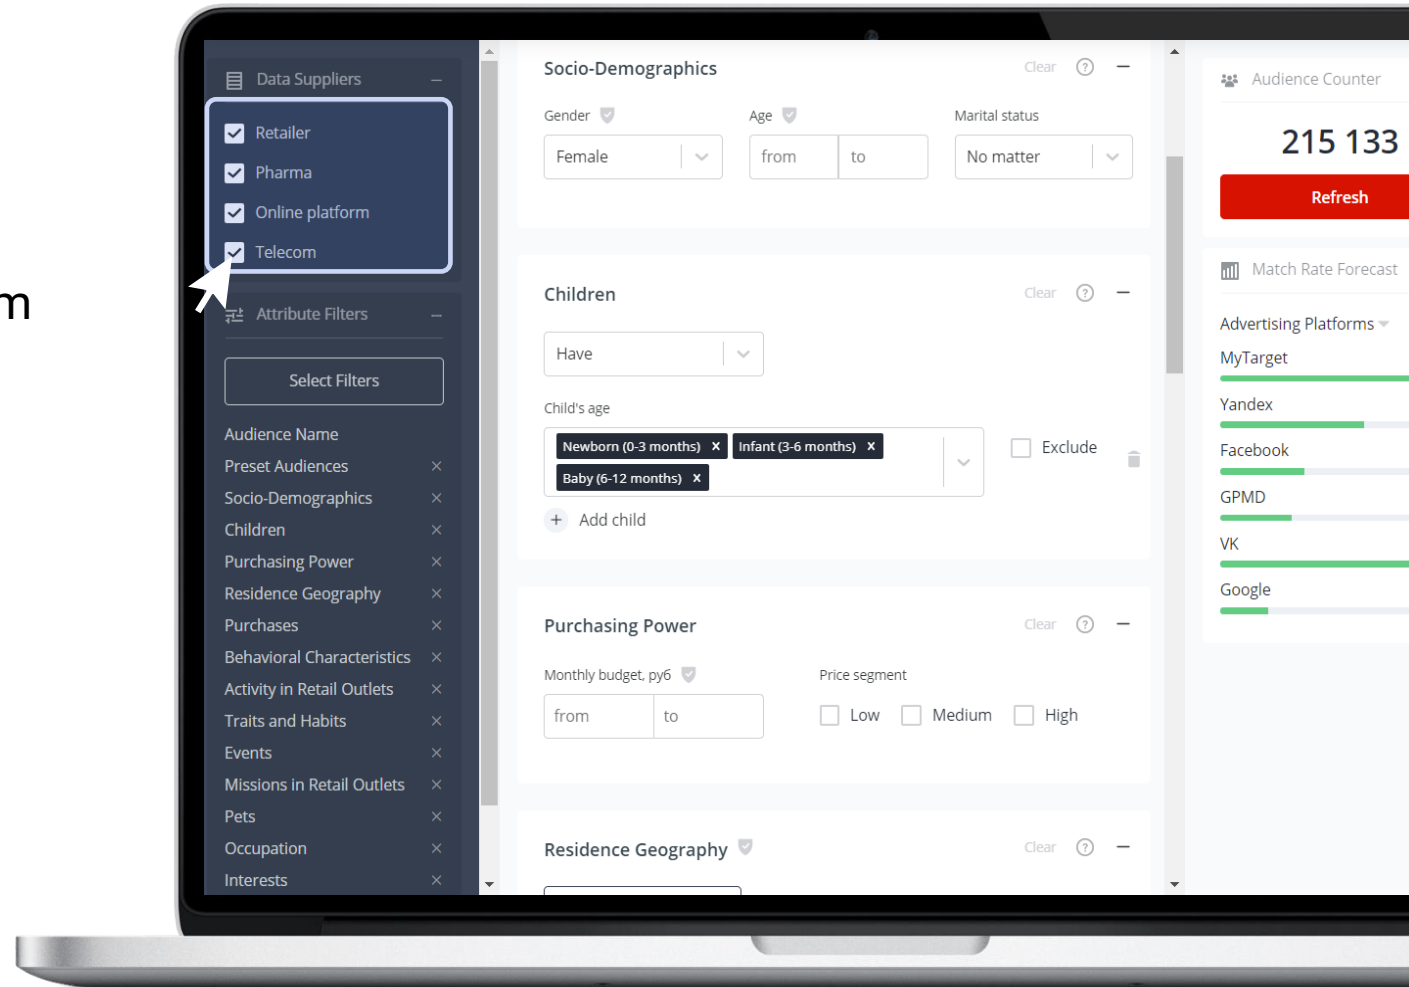 m
Data Suppliers
Retailer
Pharma
Online platform
Telecom
Attribute Filters
Select Filters
Audience Name
Preset Audiences
Socio-Demographics
Children
Purchasing Power
Residence Geography
Purchases
Behavioral Characteristics
Activity in Retail Outlets
Traits and Habits
Events
Missions in Retail Outlets
Pets
Occupation
Interests
Socio-Demographics Clear ?
Gender Age Marital status
Female from to No matter
Children Clear ?
Have
Child's age
Newborn (0-3 months) x Infant (3-6 months) x
Baby (6-12 months) x
Exclude
+ Add child
Purchasing Power Clear ?
Monthly budget, py6 Price segment
from to Low Medium High
Residence Geography Clear ?
Audience Counter
215 133
Refresh
Match Rate Forecast
Advertising Platforms
MyTarget
Yandex
Facebook
GPMD
VK
Google